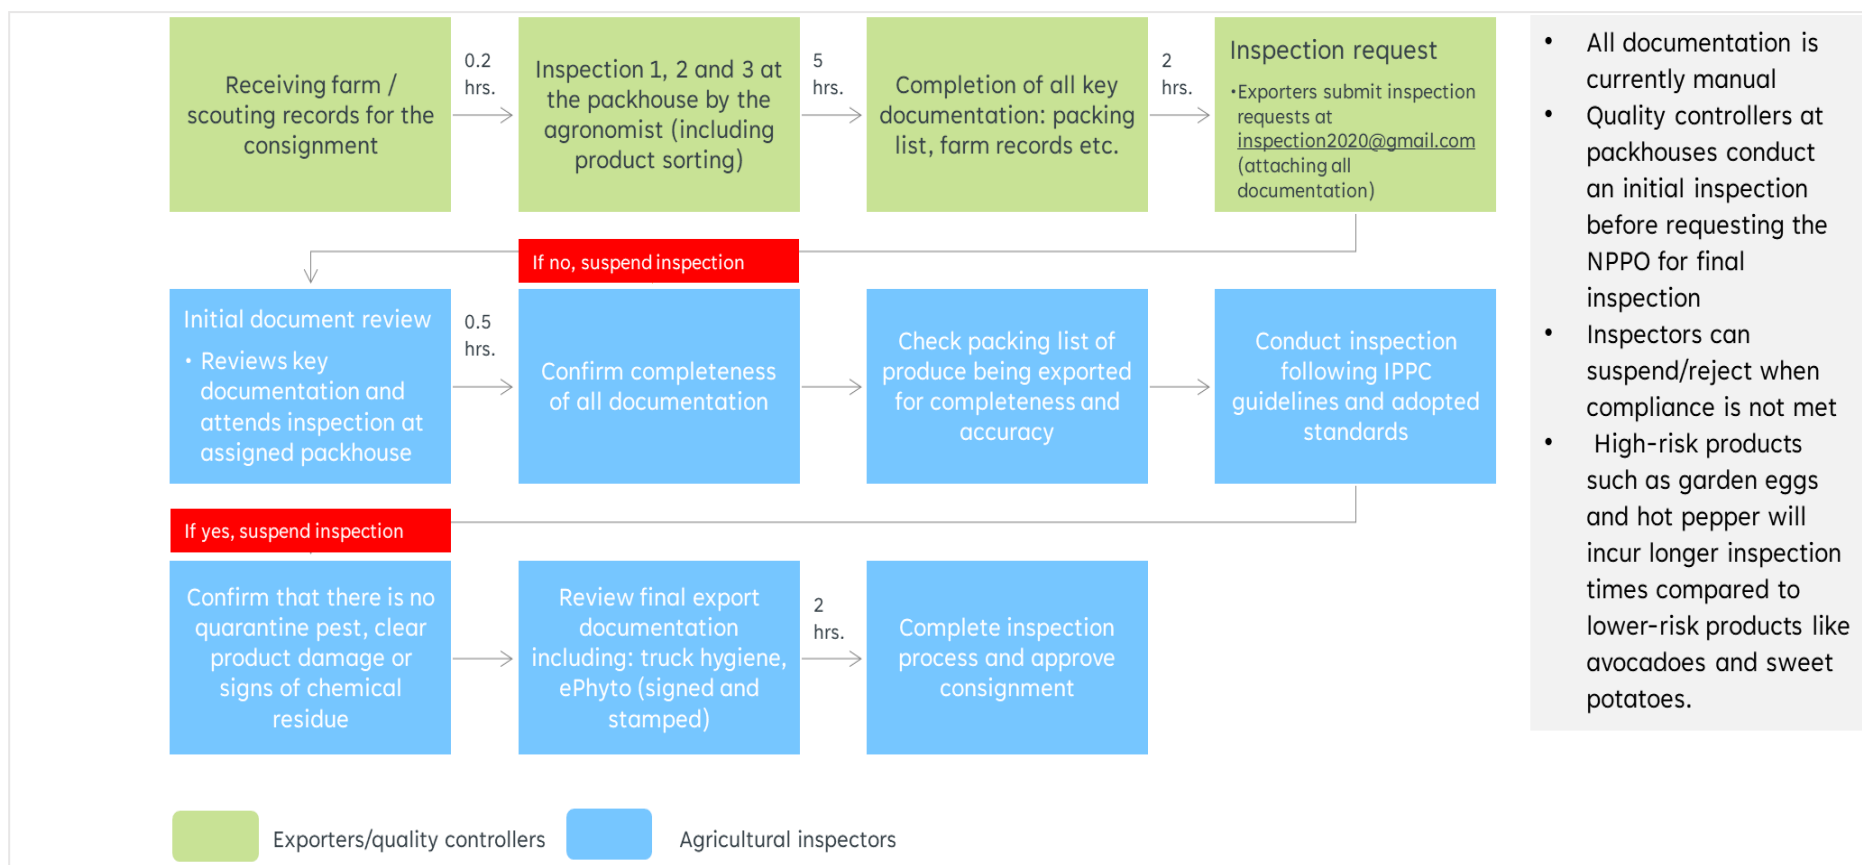 Receiving farm /
scouting records for the
consignment
0.2
hrs.
Inspection 1, 2 and 3 at
the packhouse by the
agronomist (including
product sorting)
5
hrs.
Completion of all key
documentation: packing
list, farm records etc.
2
hrs.
Inspection request
•Exporters submit inspection
requests at
inspection2020@gmail.com
(attaching all
documentation)
If no, suspend inspection
Initial document review
• Reviews key
documentation and
attends inspection at
assigned packhouse
0.5
hrs.
Confirm completeness
of all documentation
Check packing list of
produce being exported
for completeness and
accuracy
Conduct inspection
following IPPC
guidelines and adopted
standards
If yes, suspend inspection
Confirm that there is no
quarantine pest, clear
product damage or
signs of chemical
residue
Review final export
documentation
including: truck hygiene,
ePhyto (signed and
stamped)
2
hrs.
Complete inspection
process and approve
consignment
Exporters/quality controllers
Agricultural inspectors
• All documentation is
currently manual
• Quality controllers at
packhouses conduct
an initial inspection
before requesting the
NPPO for final
inspection
• Inspectors can
suspend/reject when
compliance is not met
• High-risk products
such as garden eggs
and hot pepper will
incur longer inspection
times compared to
lower-risk products like
avocadoes and sweet
potatoes.